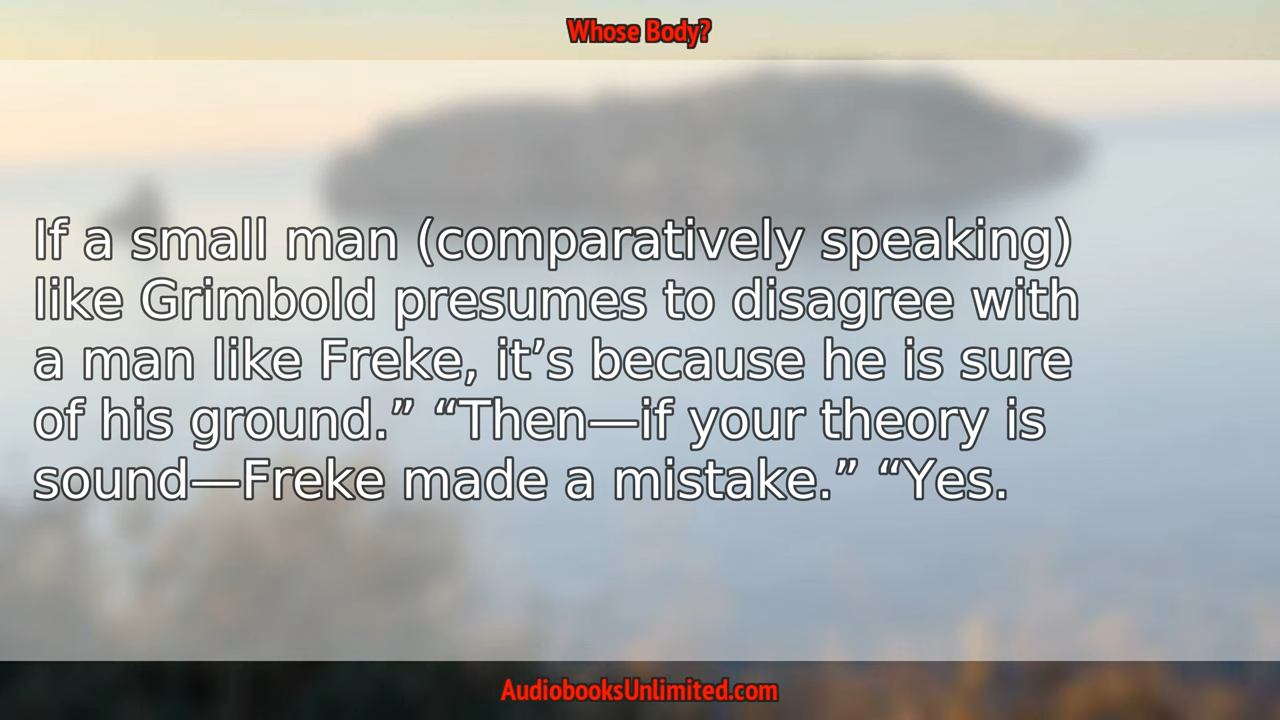 Whose Body?
If a small man (comparatively speaking)
like Grimbold presumes to disagree with
a man like Freke, it’s because he is sure
of his ground.” “Then—if your theory is
sound—Freke made a mistake.” “Yes.
AudiobooksUnlimited.com